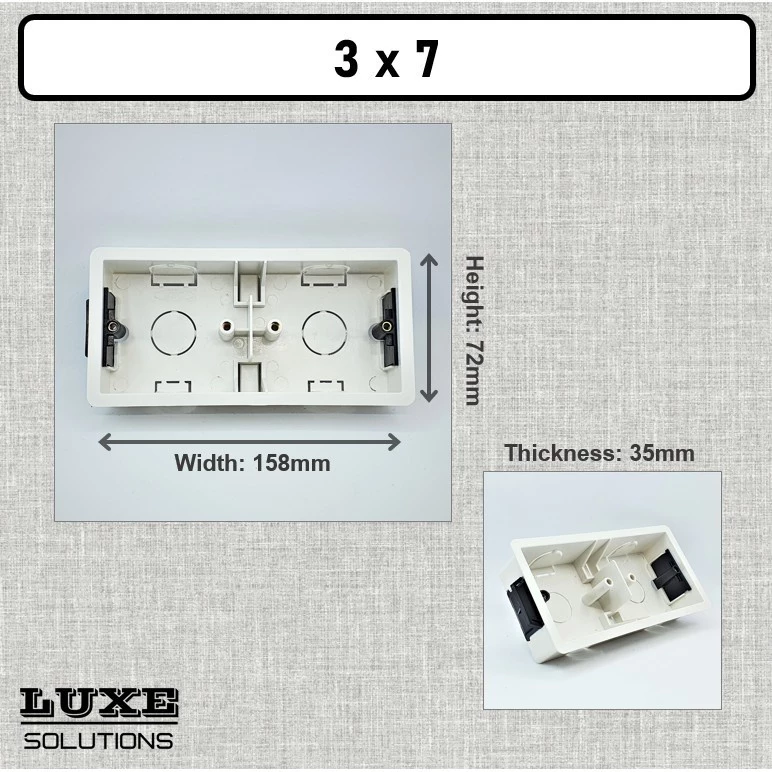 3 x 7
Height: 72mm
Width: 158mm
Thickness: 35mm
LUXE
SOLUTIONS